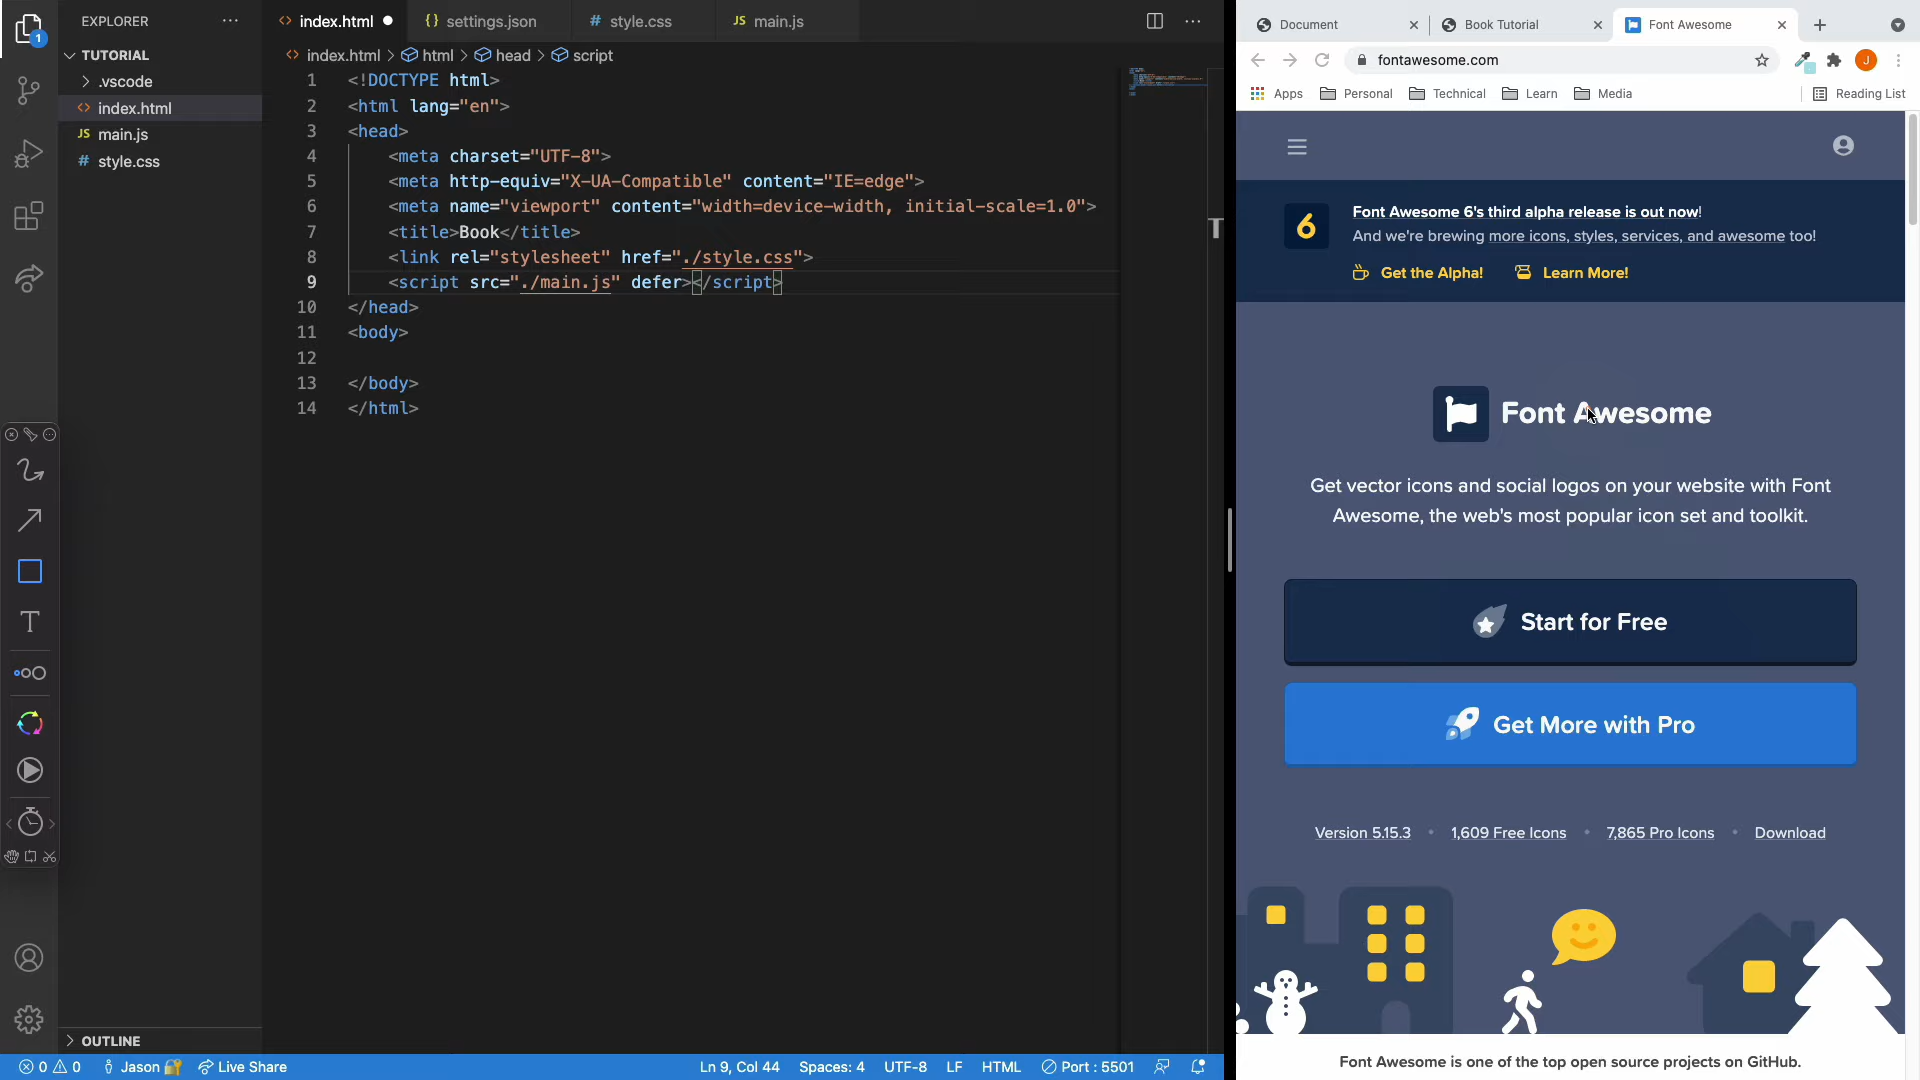 EXPLORER
TUTORIAL
.vscode
index.html
JS main.js
# style.css
OUTLINE
1
T
index.html
{} settings.json
# style.css
JS main.js
index.html > html > head > script
1 <!DOCTYPE html>
2 <html lang="en">
3 <head>
4 <meta charset="UTF-8">
5 <meta http-equiv="X-UA-Compatible" content="IE=edge">
6 <meta name="viewport" content="width=device-width, initial-scale=1.0">
7 <title>Book</title>
8 <link rel="stylesheet" href="./style.css">
9 <script src="./main.js" defer></script>
10 </head>
11 <body>
12
13 </body>
14 </html>
T
0 0 Jason Live Share Ln 9, Col 44 Spaces: 4 UTF-8 LF HTML Port : 5501
Document
Book Tutorial
Font Awesome
fontawesome.com
J
Apps Personal Technical Learn Media Reading List
6
Font Awesome 6's third alpha release is out now!
And we're brewing more icons, styles, services, and awesome too!
Get the Alpha! Learn More!
Font Awesome
Get vector icons and social logos on your website with Font
Awesome, the web's most popular icon set and toolkit.
Start for Free
Get More with Pro
Version 5.15.3 • 1,609 Free Icons • 7,865 Pro Icons • Download
Font Awesome is one of the top open source projects on GitHub.